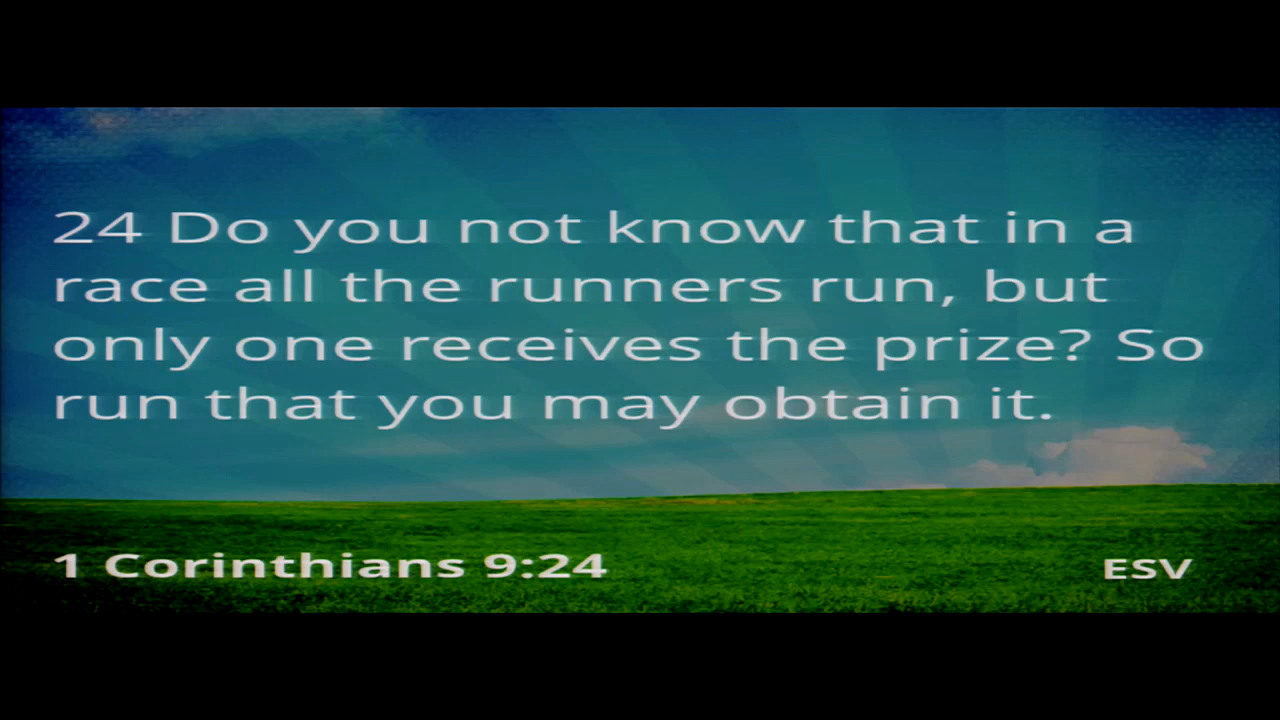 24 Do you not know that in a
race all the runners run, but
only one receives the prize? So
run that you may obtain it.
1 Corinthians 9:24
ESV